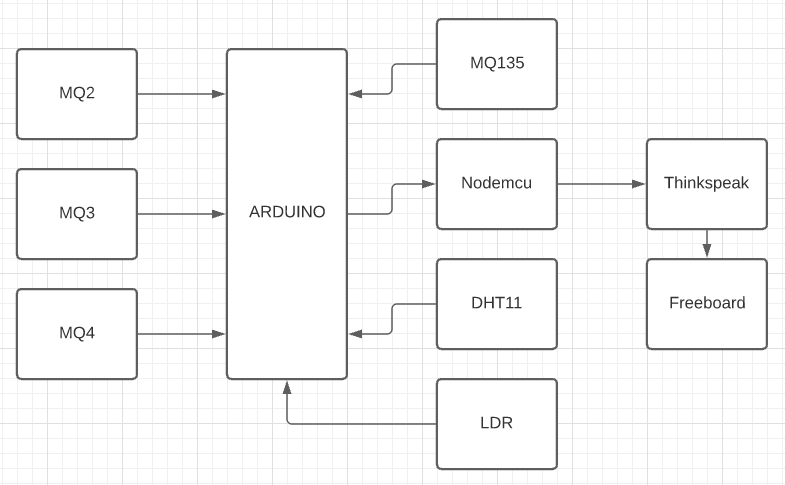 MQ2
MQ3
MQ4
ARDUINO
MQ135
Nodemcu
DHT11
LDR
Thinkspeak
Freeboard